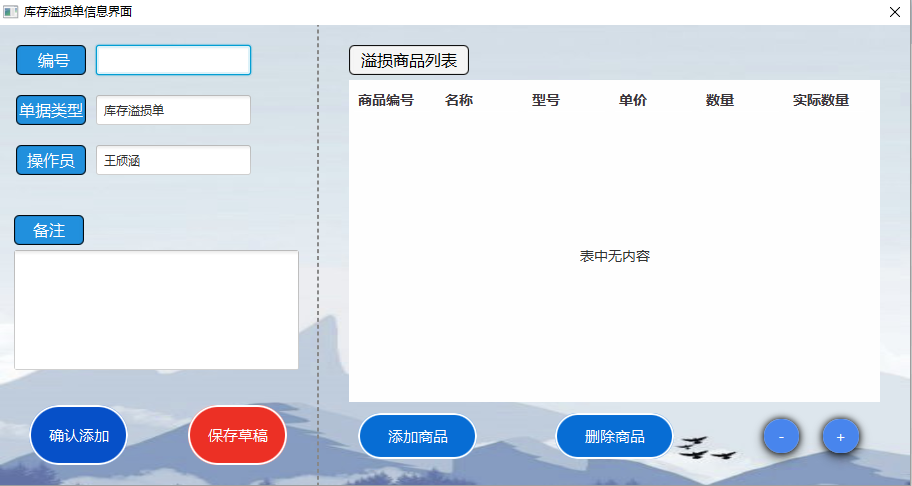 库存溢损单信息界面
编号
单据类型 库存溢损单
操作员 王颀涵
备注
确认添加 保存草稿
溢损商品列表
商品编号 名称 型号 单价 数量 实际数量
表中无内容
添加商品 删除商品 - +